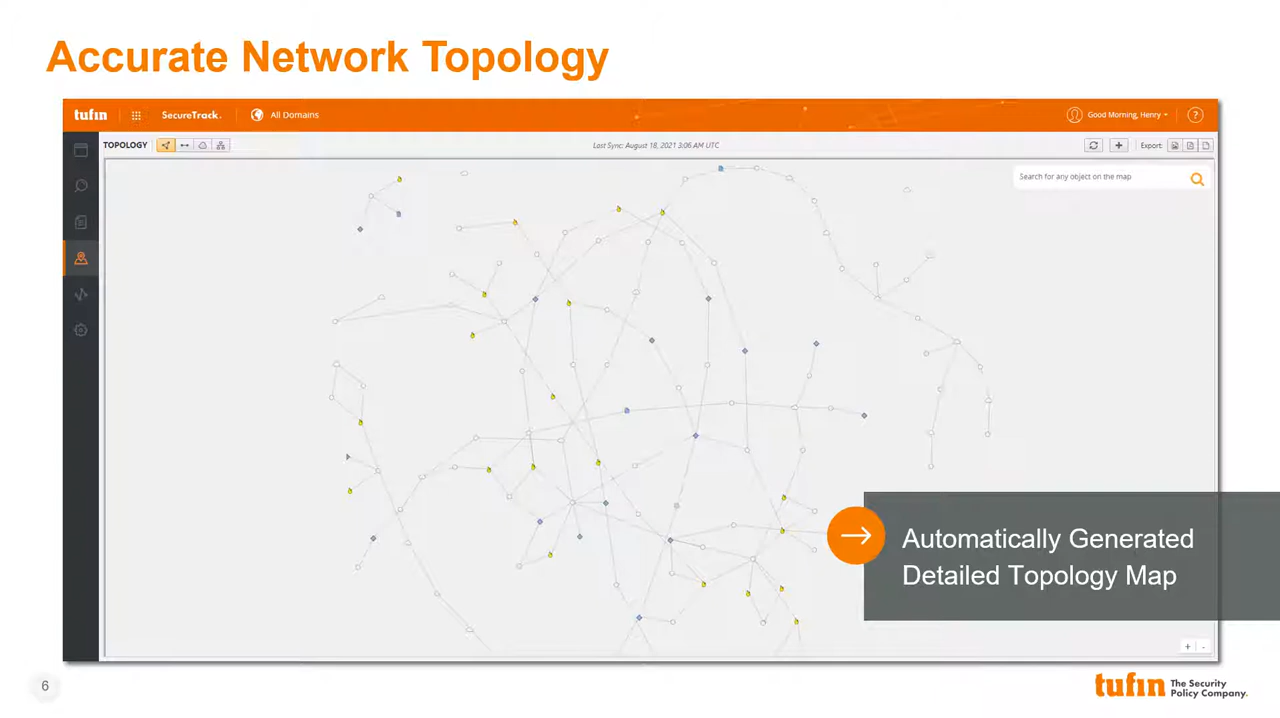 Accurate Network Topology
tufin SecureTrack. All Domains Good Morning, Henry ?
TOPOLOGY Last Sync: August 18, 2021 3:06 AM UTC Export:
Search for any object on the map
Automatically Generated
Detailed Topology Map
+ -
6
tufin The Security
Policy Company.